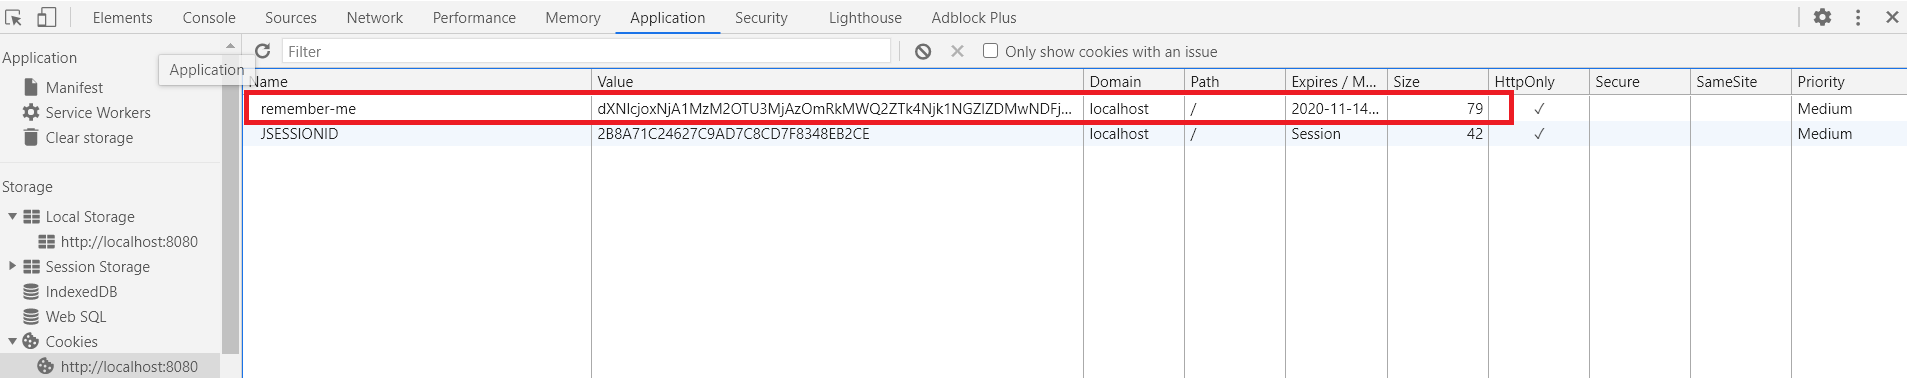 Elements Console Sources Network Performance Memory Application Security Lighthouse Adblock Plus
Application
Manifest
Service Workers
Clear storage
Storage
Local Storage
http://localhost:8080
Session Storage
IndexedDB
Web SQL
Cookies
http://localhost:8080
Application
Filter
Only show cookies with an issue
Name Value Domain Path Expires / M... Size HttpOnly Secure SameSite Priority
remember-me dXNlcjoxNjA1MzM2OTU3MjAzOmRkMWQ2ZTk4Njk1NGZlZDMwNDFj... localhost / 2020-11-14... 79 ✓ Medium
JSESSIONID 2B8A71C24627C9AD7C8CD7F8348EB2CE localhost / Session 42 ✓ Medium